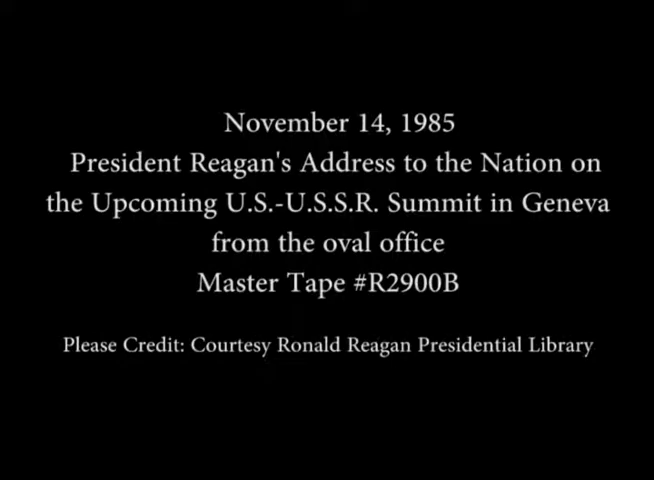 November 14, 1985
President Reagan's Address to the Nation on
the Upcoming U.S.-U.S.S.R. Summit in Geneva
from the oval office
Master Tape #R2900B
Please Credit: Courtesy Ronald Reagan Presidential Library